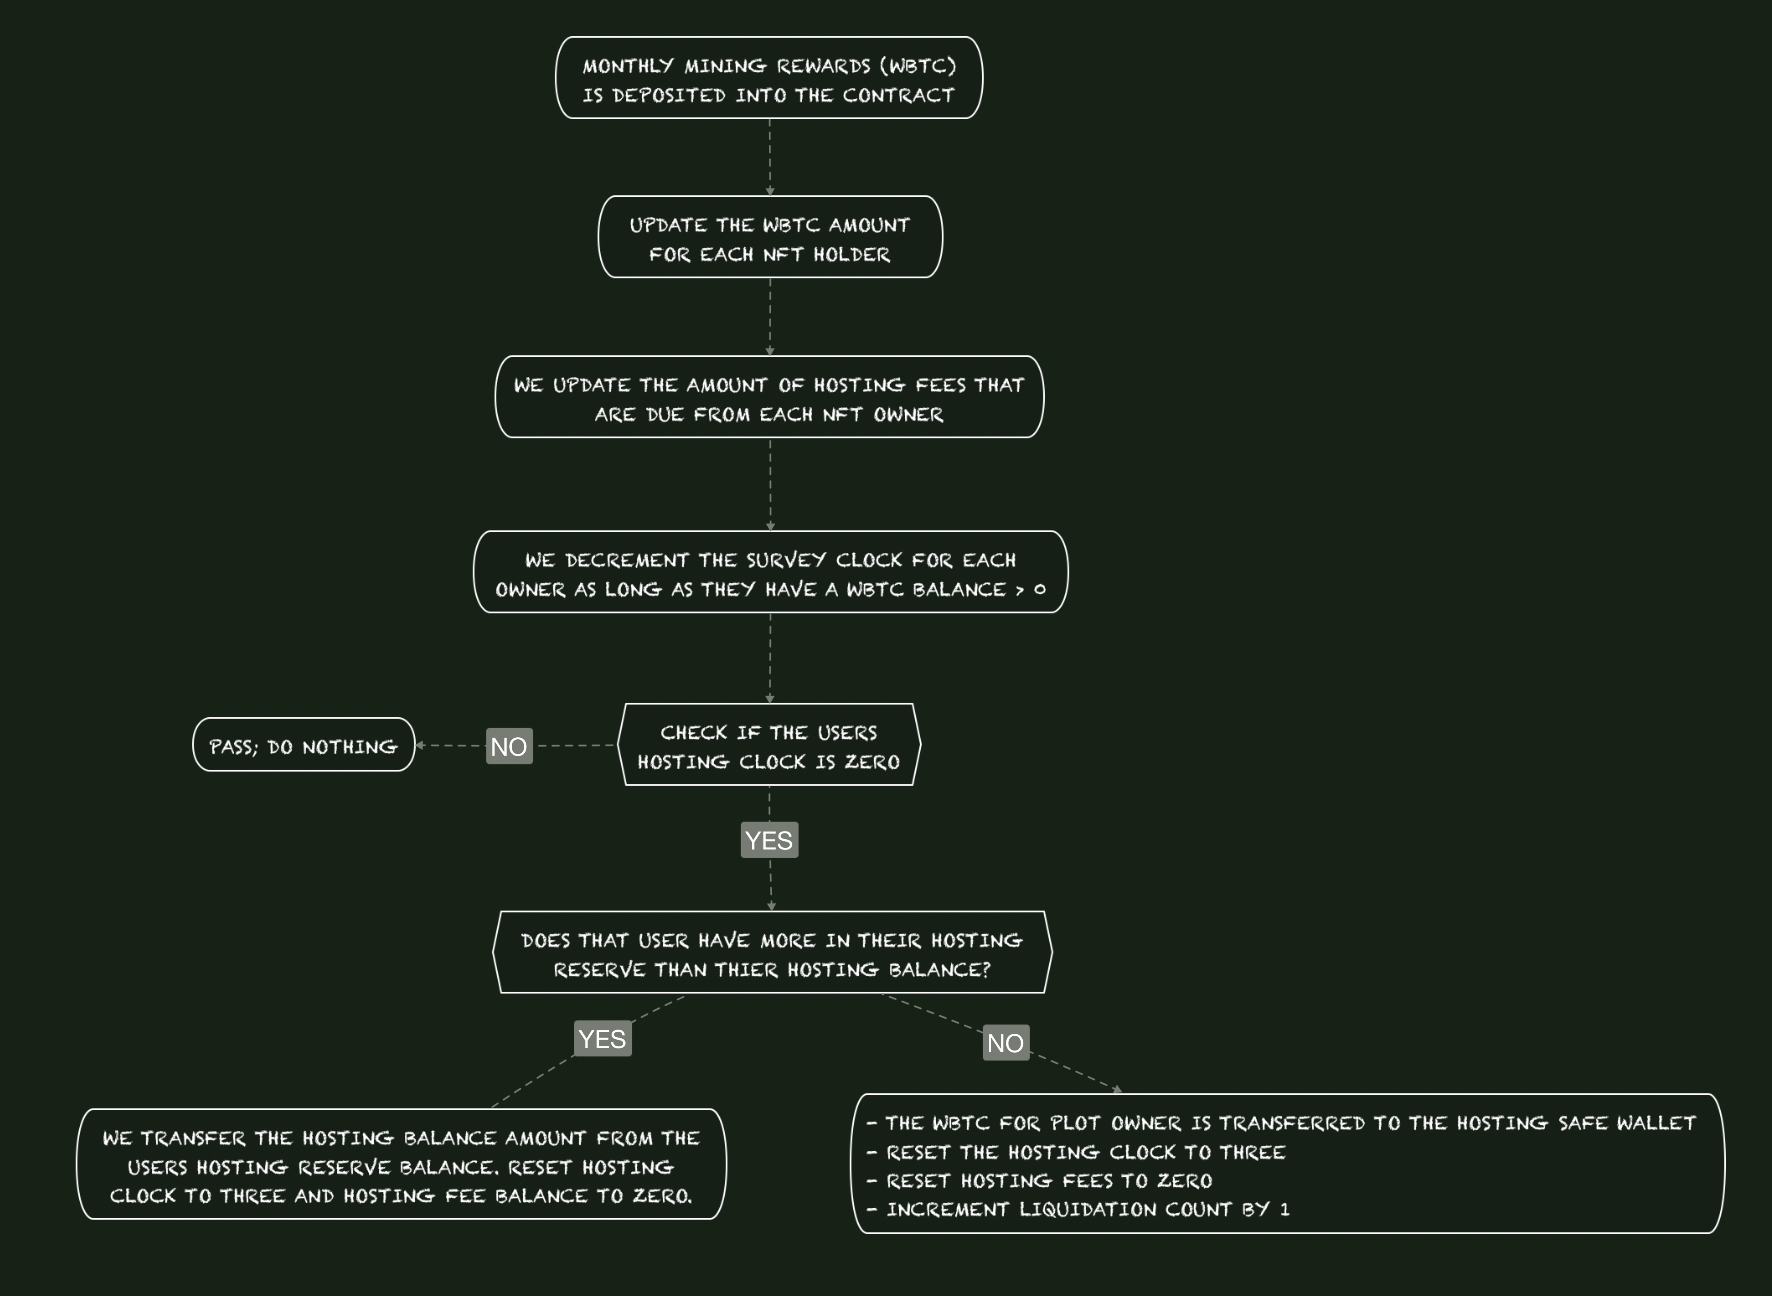 MONTHLY MINING REWARDS (WBTC)
IS DEPOSITED INTO THE CONTRACT
UPDATE THE WBTC AMOUNT
FOR EACH NFT HOLDER
WE UPDATE THE AMOUNT OF HOSTING FEES THAT
ARE DUE FROM EACH NFT OWNER
WE DECREMENT THE SURVEY CLOCK FOR EACH
OWNER AS LONG AS THEY HAVE A WBTC BALANCE > 0
CHECK IF THE USERS
HOSTING CLOCK IS ZERO
NO
PASS; DO NOTHING
YES
DOES THAT USER HAVE MORE IN THEIR HOSTING
RESERVE THAN THIER HOSTING BALANCE?
YES
NO
WE TRANSFER THE HOSTING BALANCE AMOUNT FROM THE
USERS HOSTING RESERVE BALANCE. RESET HOSTING
CLOCK TO THREE AND HOSTING FEE BALANCE TO ZERO.
- THE WBTC FOR PLOT OWNER IS TRANSFERRED TO THE HOSTING SAFE WALLET
- RESET THE HOSTING CLOCK TO THREE
- RESET HOSTING FEES TO ZERO
- INCREMENT LIQUIDATION COUNT BY 1